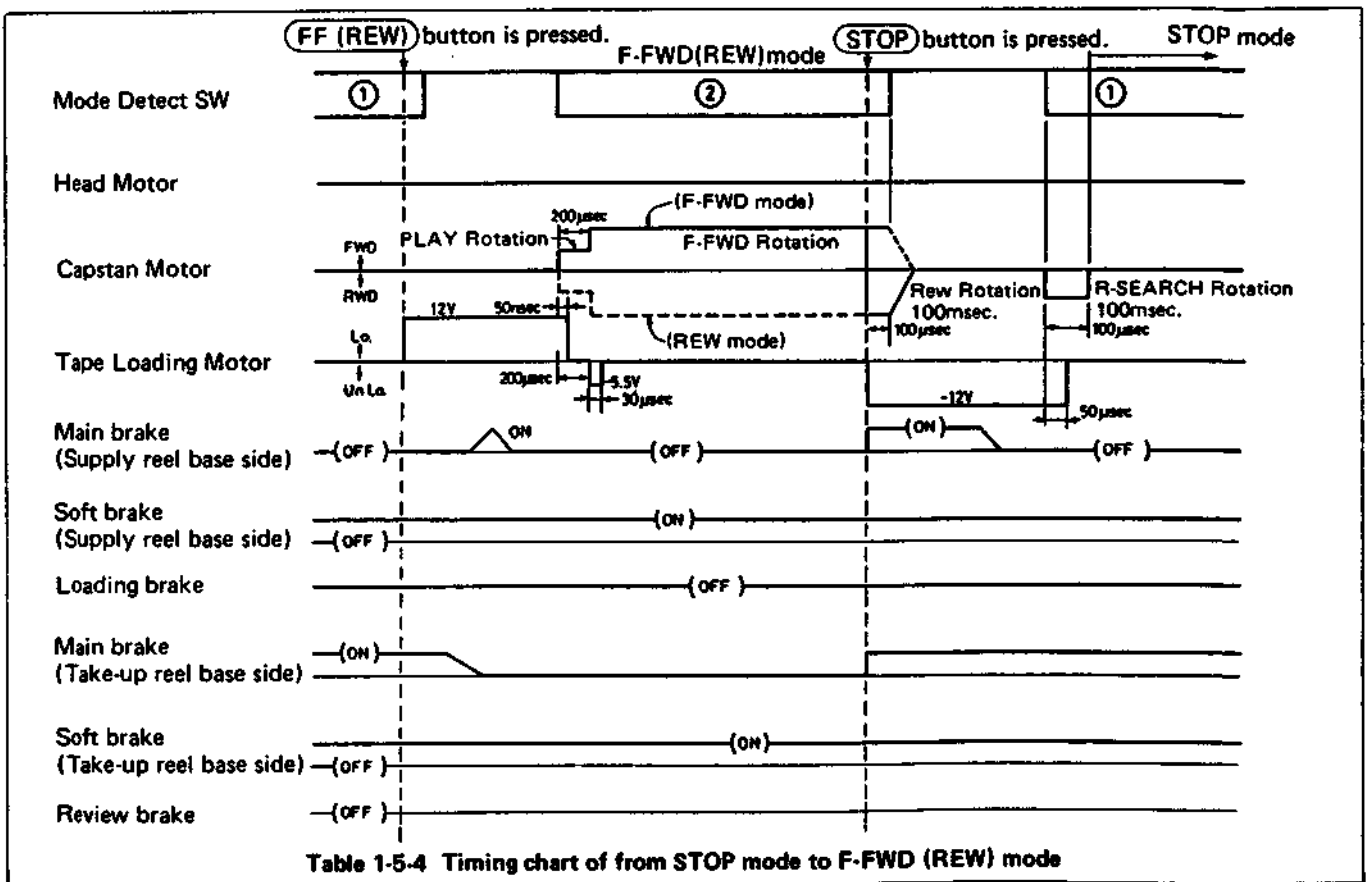 FF (REW) button is pressed.
F-FWD(REW)mode
STOP button is pressed.
STOP mode
Mode Detect SW
①
②
①
Head Motor
200µsec
(F-FWD mode)
PLAY Rotation
F-FWD Rotation
FWD
Capstan Motor
RWD
Rew Rotation
100msec.
100µsec
R-SEARCH Rotation
100msec.
100µsec
12V
50msec
(REW mode)
Lo.
Tape Loading Motor
Un Lo.
200µsec
5.5V
30µsec
-12V
50µsec
Main brake
(Supply reel base side)
(OFF)
ON
(OFF)
(ON)
(OFF)
Soft brake
(Supply reel base side)
(ON)
(OFF)
Loading brake
(OFF)
Main brake
(Take-up reel base side)
(ON)
Soft brake
(Take-up reel base side)
(ON)
(OFF)
Review brake
(OFF)
Table 1-5-4 Timing chart of from STOP mode to F-FWD (REW) mode